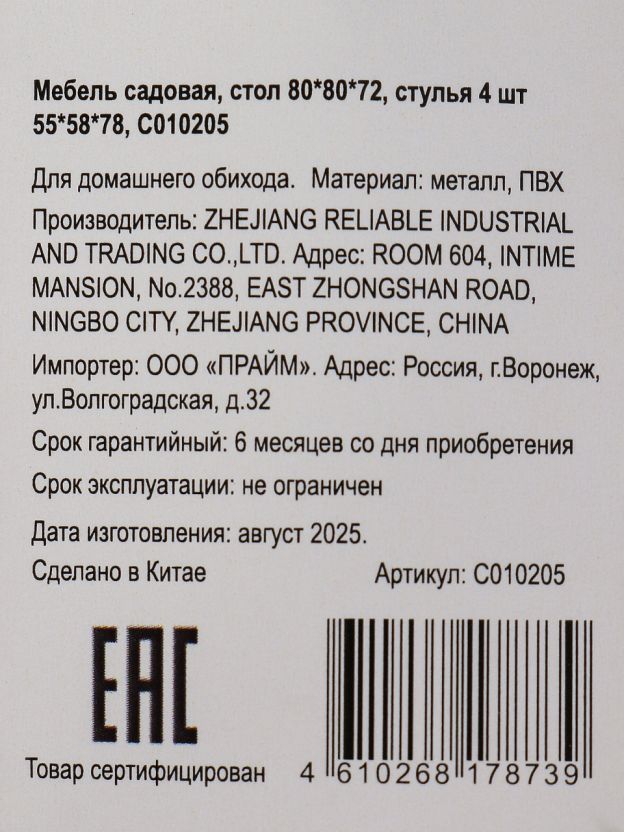 Мебель садовая, стол 80*80*72, стулья 4 шт
55*58*78, С010205
Для домашнего обихода. Материал: металл, ПВХ
Производитель: ZHEJIANG RELIABLE INDUSTRIAL
AND TRADING CO.,LTD. Адрес: ROOM 604, INTIME
MANSION, No.2388, EAST ZHONGSHAN ROAD,
NINGBO CITY, ZHEJIANG PROVINCE, CHINA
Импортер: ООО «ПРАЙМ». Адрес: Россия, г.Воронеж,
ул.Волгоградская, д.32
Срок гарантийный: 6 месяцев со дня приобретения
Срок эксплуатации: не ограничен
Дата изготовления: август 2025.
Сделано в Китае Артикул: С010205
ЕАС
Товар сертифицирован 4 610268 178739